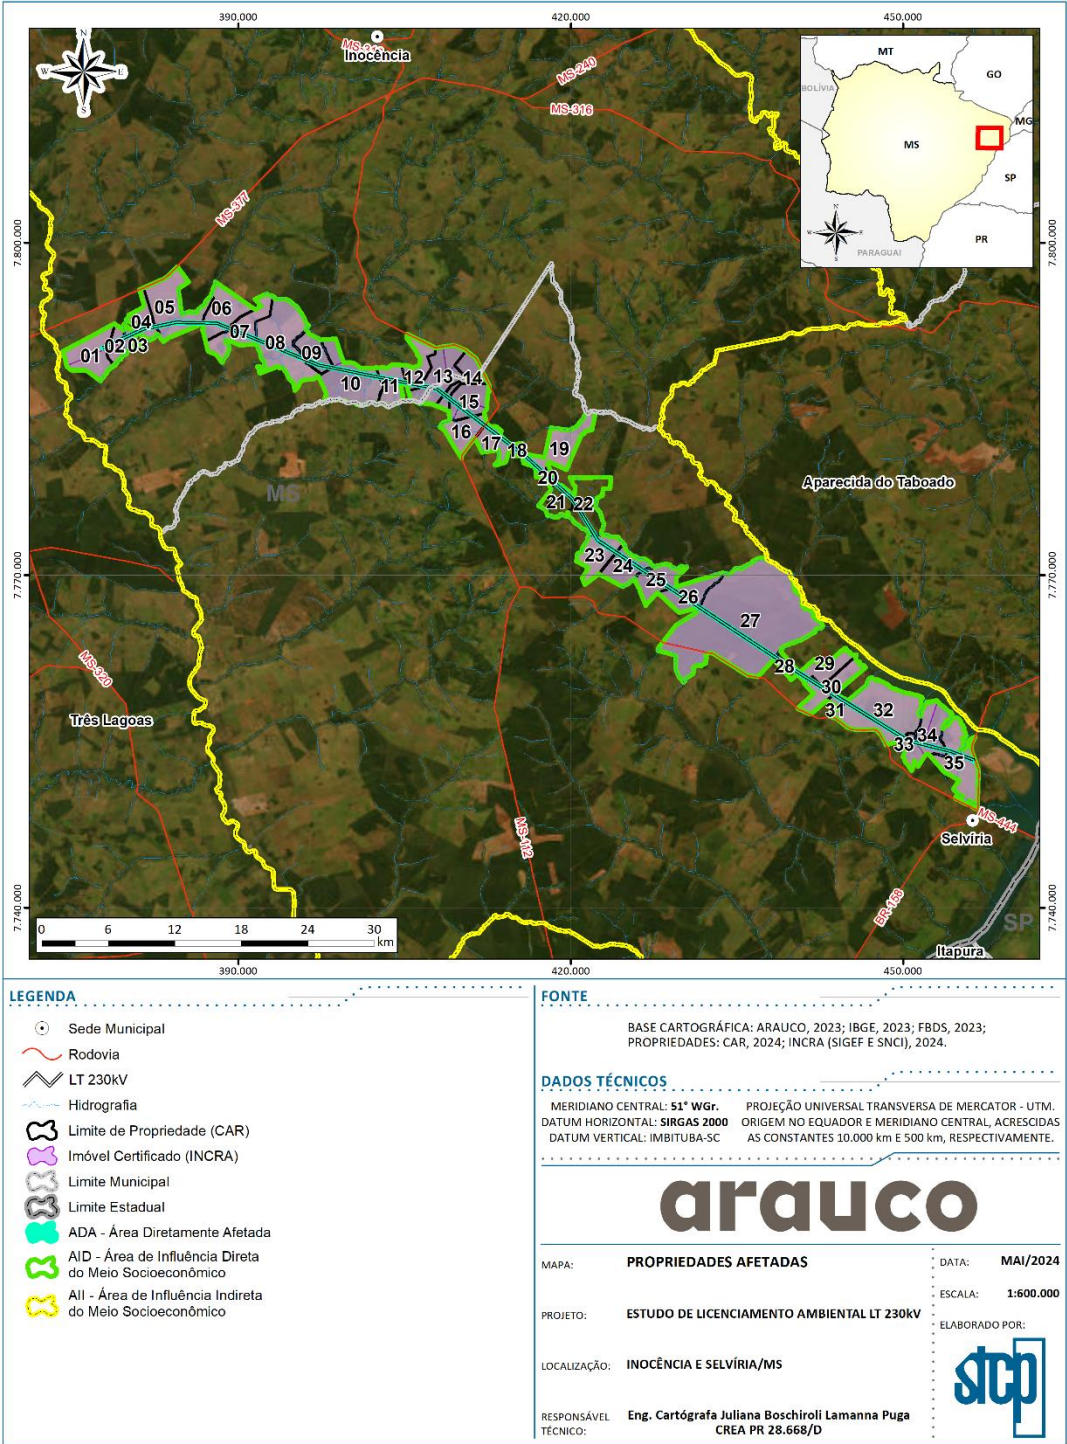 390.000
420.000
450.000
N
W
E
S
MS-316
Inocência
MS-240
MS-316
MS-377
MT
GO
BOLÍVIA
MG
MS
SP
PR
PARAGUAI
N
W
E
S
7.800.000
7.800.000
01
02
03
04
05
06
07
08
09
10
11
12
13
14
15
16
17
18
19
20
21
22
23
24
25
26
27
28
29
30
31
32
33
34
35
MS
Aparecida do Taboado
7.770.000
7.770.000
MS-320
Três Lagoas
MS-112
MS-444
Selvíria
BR-158
SP
Itapura
7.740.000
7.740.000
0 6 12 18 24 30
km
390.000
420.000
450.000
LEGENDA
Sede Municipal
Rodovia
LT 230kV
Hidrografia
Limite de Propriedade (CAR)
Imóvel Certificado (INCRA)
Limite Municipal
Limite Estadual
ADA - Área Diretamente Afetada
AID - Área de Influência Direta
do Meio Socioeconômico
AII - Área de Influência Indireta
do Meio Socioeconômico
FONTE
BASE CARTOGRÁFICA: ARAUCO, 2023; IBGE, 2023; FBDS, 2023;
PROPRIEDADES: CAR, 2024; INCRA (SIGEF E SNCI), 2024.
DADOS TÉCNICOS
MERIDIANO CENTRAL: 51° WGr.
DATUM HORIZONTAL: SIRGAS 2000
DATUM VERTICAL: IMBITUBA-SC
PROJEÇÃO UNIVERSAL TRANSVERSA DE MERCATOR - UTM.
ORIGEM NO EQUADOR E MERIDIANO CENTRAL, ACRESCIDAS
AS CONSTANTES 10.000 km E 500 km, RESPECTIVAMENTE.
arauco
MAPA: PROPRIEDADES AFETADAS
PROJETO: ESTUDO DE LICENCIAMENTO AMBIENTAL LT 230kV
LOCALIZAÇÃO: INOCÊNCIA E SELVÍRIA/MS
RESPONSÁVEL
TÉCNICO:
Eng. Cartógrafa Juliana Boschiroli Lamanna Puga
CREA PR 28.668/D
DATA: MAI/2024
ESCALA: 1:600.000
ELABORADO POR:
stcp